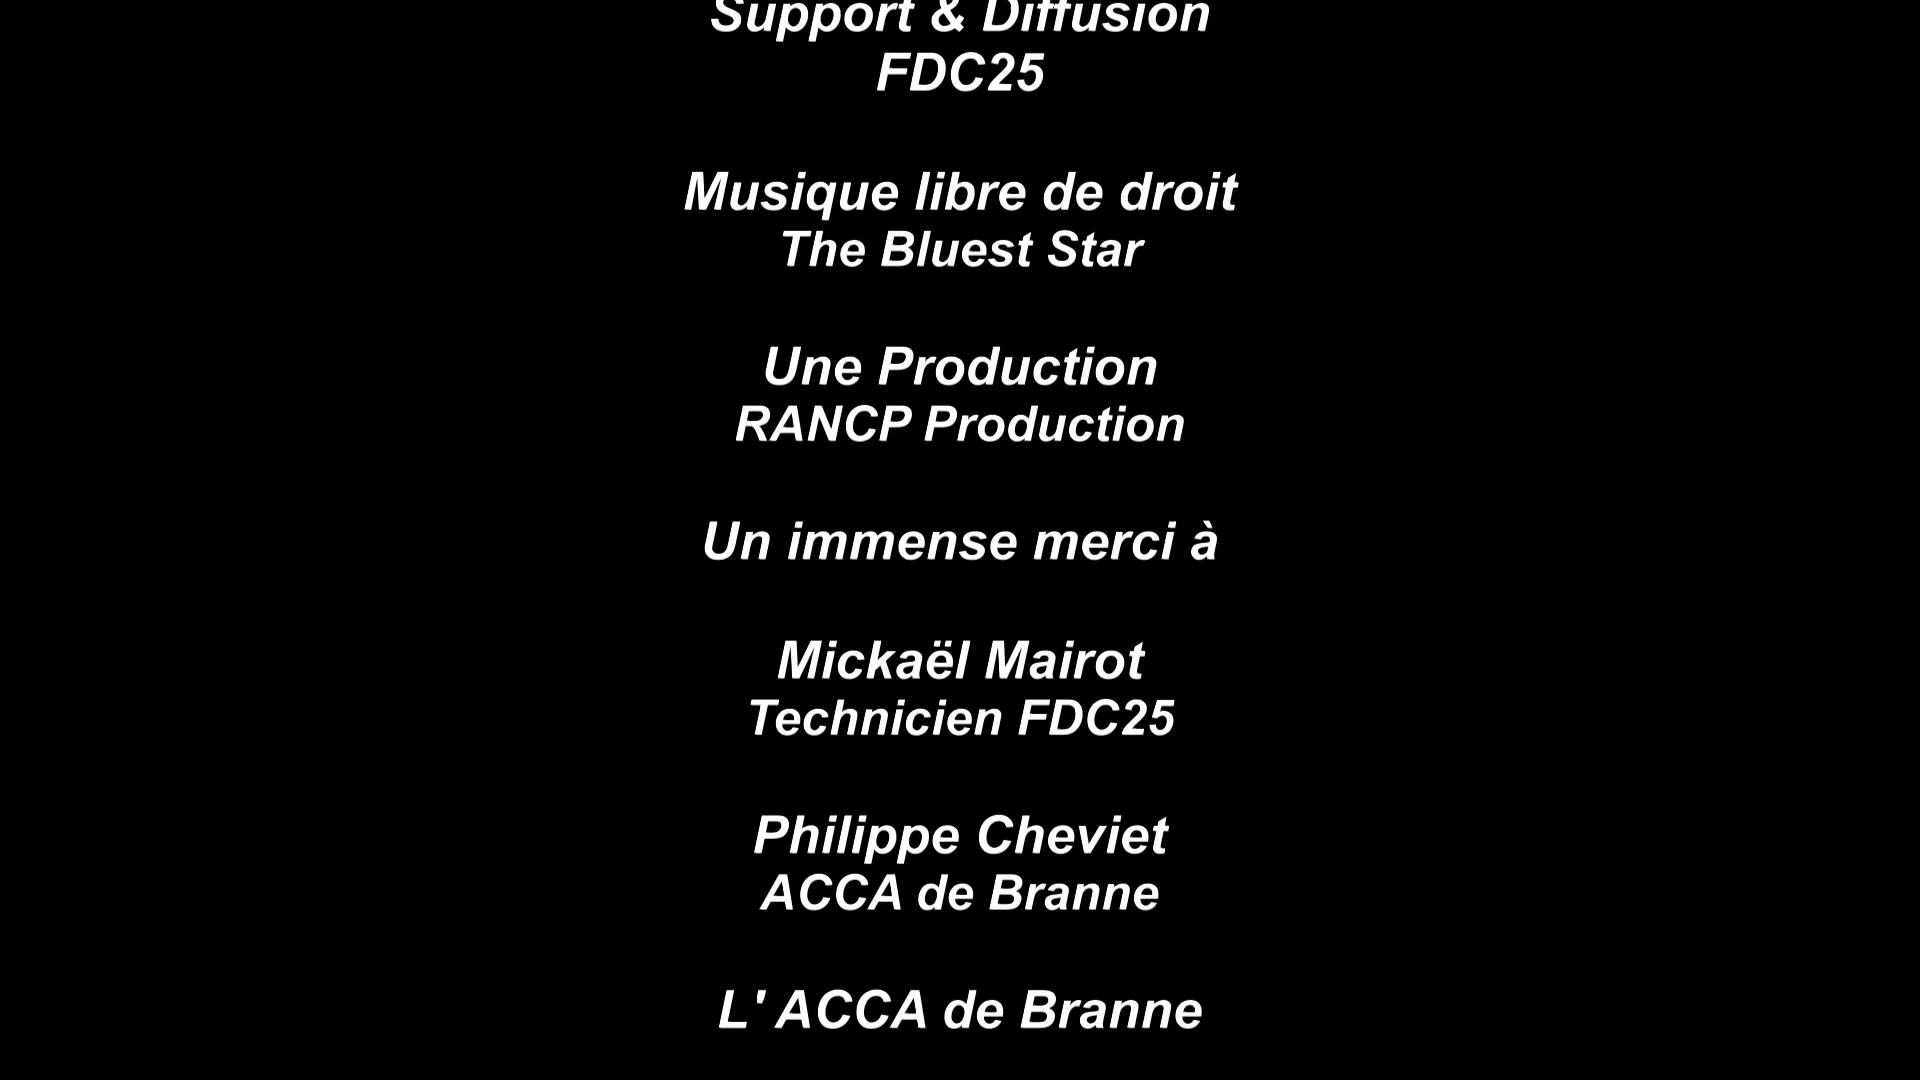 Support & Diffusion
FDC25
Musique libre de droit
The Bluest Star
Une Production
RANCP Production
Un immense merci à
Mickaël Mairot
Technicien FDC25
Philippe Cheviet
ACCA de Branne
L' ACCA de Branne